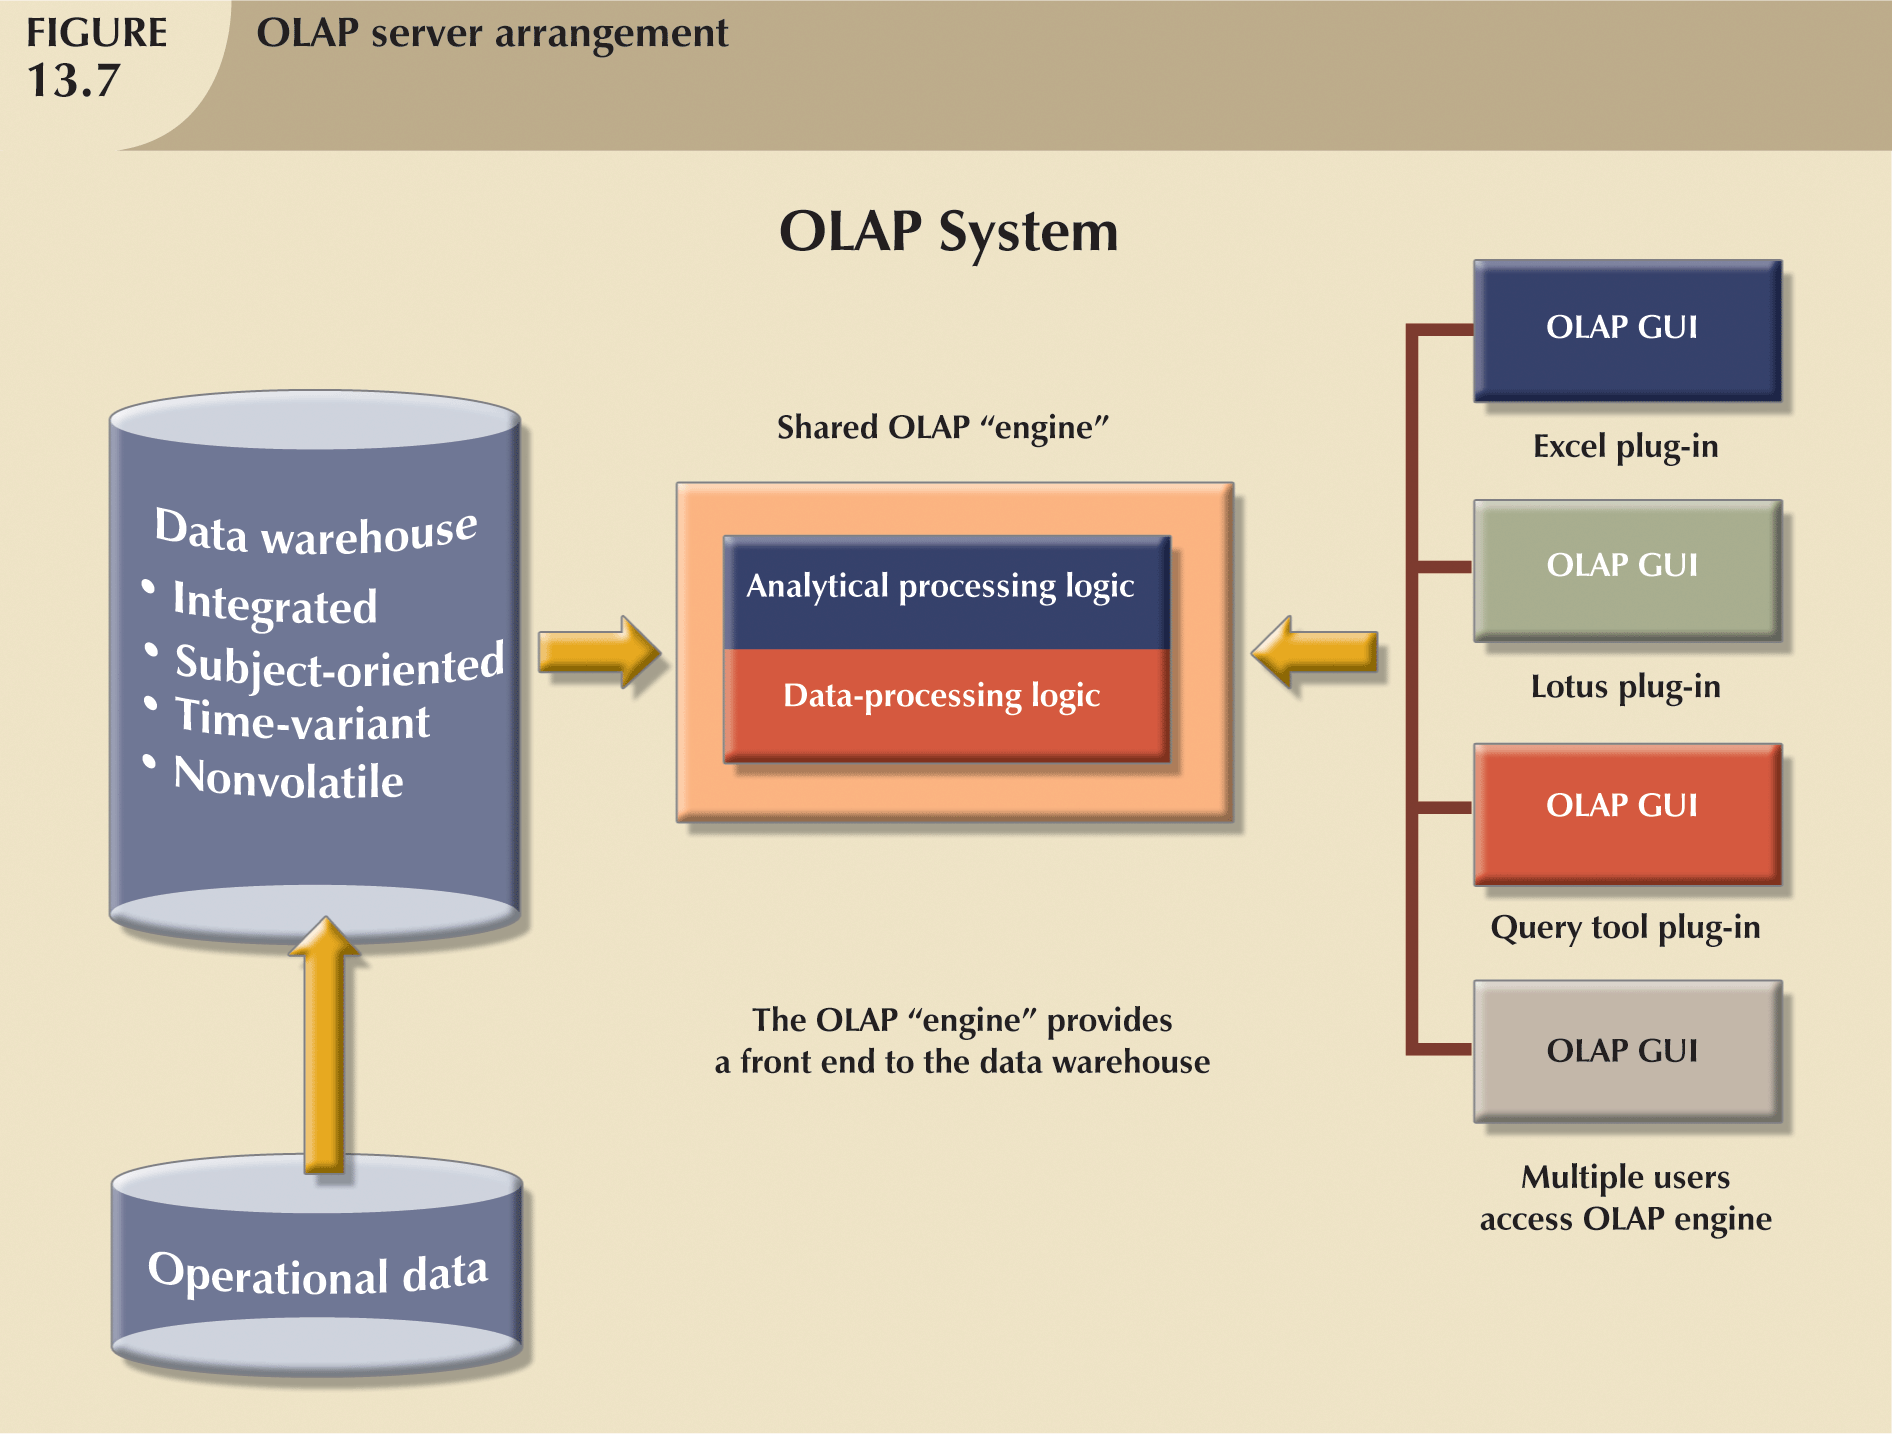 FIGURE
13.7
OLAP server arrangement
OLAP System
Data warehouse
• Integrated
• Subject-oriented
• Time-variant
• Nonvolatile
Operational data
Shared OLAP “engine”
Analytical processing logic
Data-processing logic
The OLAP “engine” provides
a front end to the data warehouse
OLAP GUI
Excel plug-in
OLAP GUI
Lotus plug-in
OLAP GUI
Query tool plug-in
OLAP GUI
Multiple users
access OLAP engine